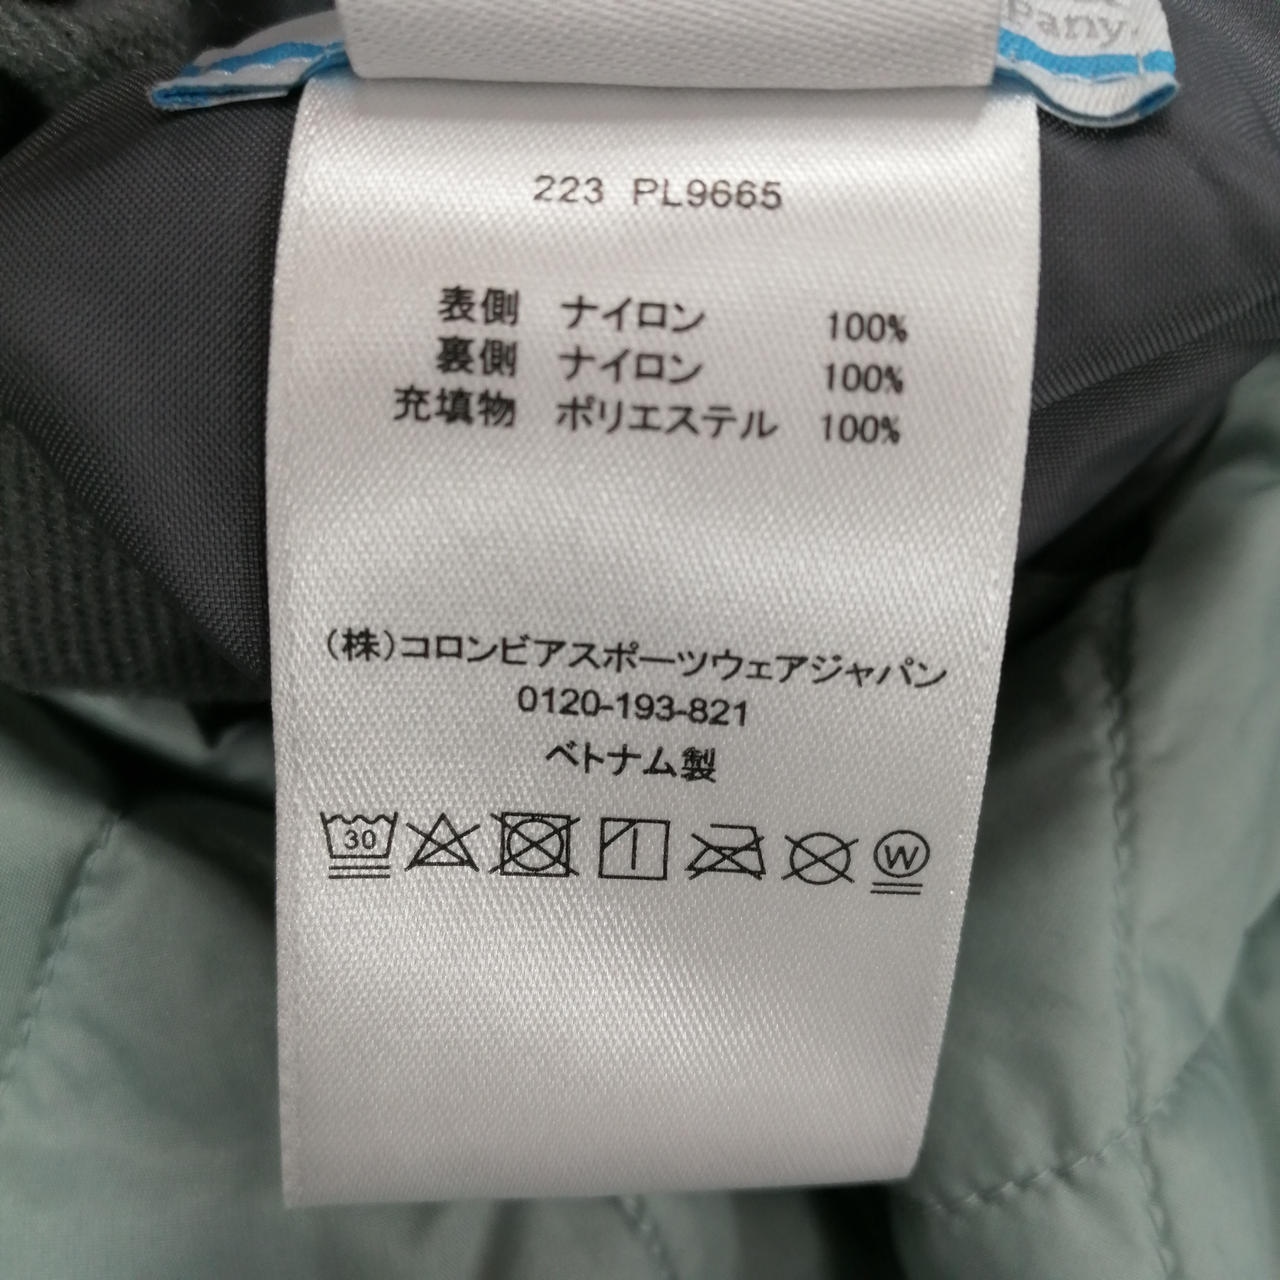 Pany.
223 PL9665
表側 ナイロン 100%
裏側 ナイロン 100%
充填物 ポリエステル 100%
(株)コロンビアスポーツウェアジャパン
0120-193-821
ベトナム製
30
W